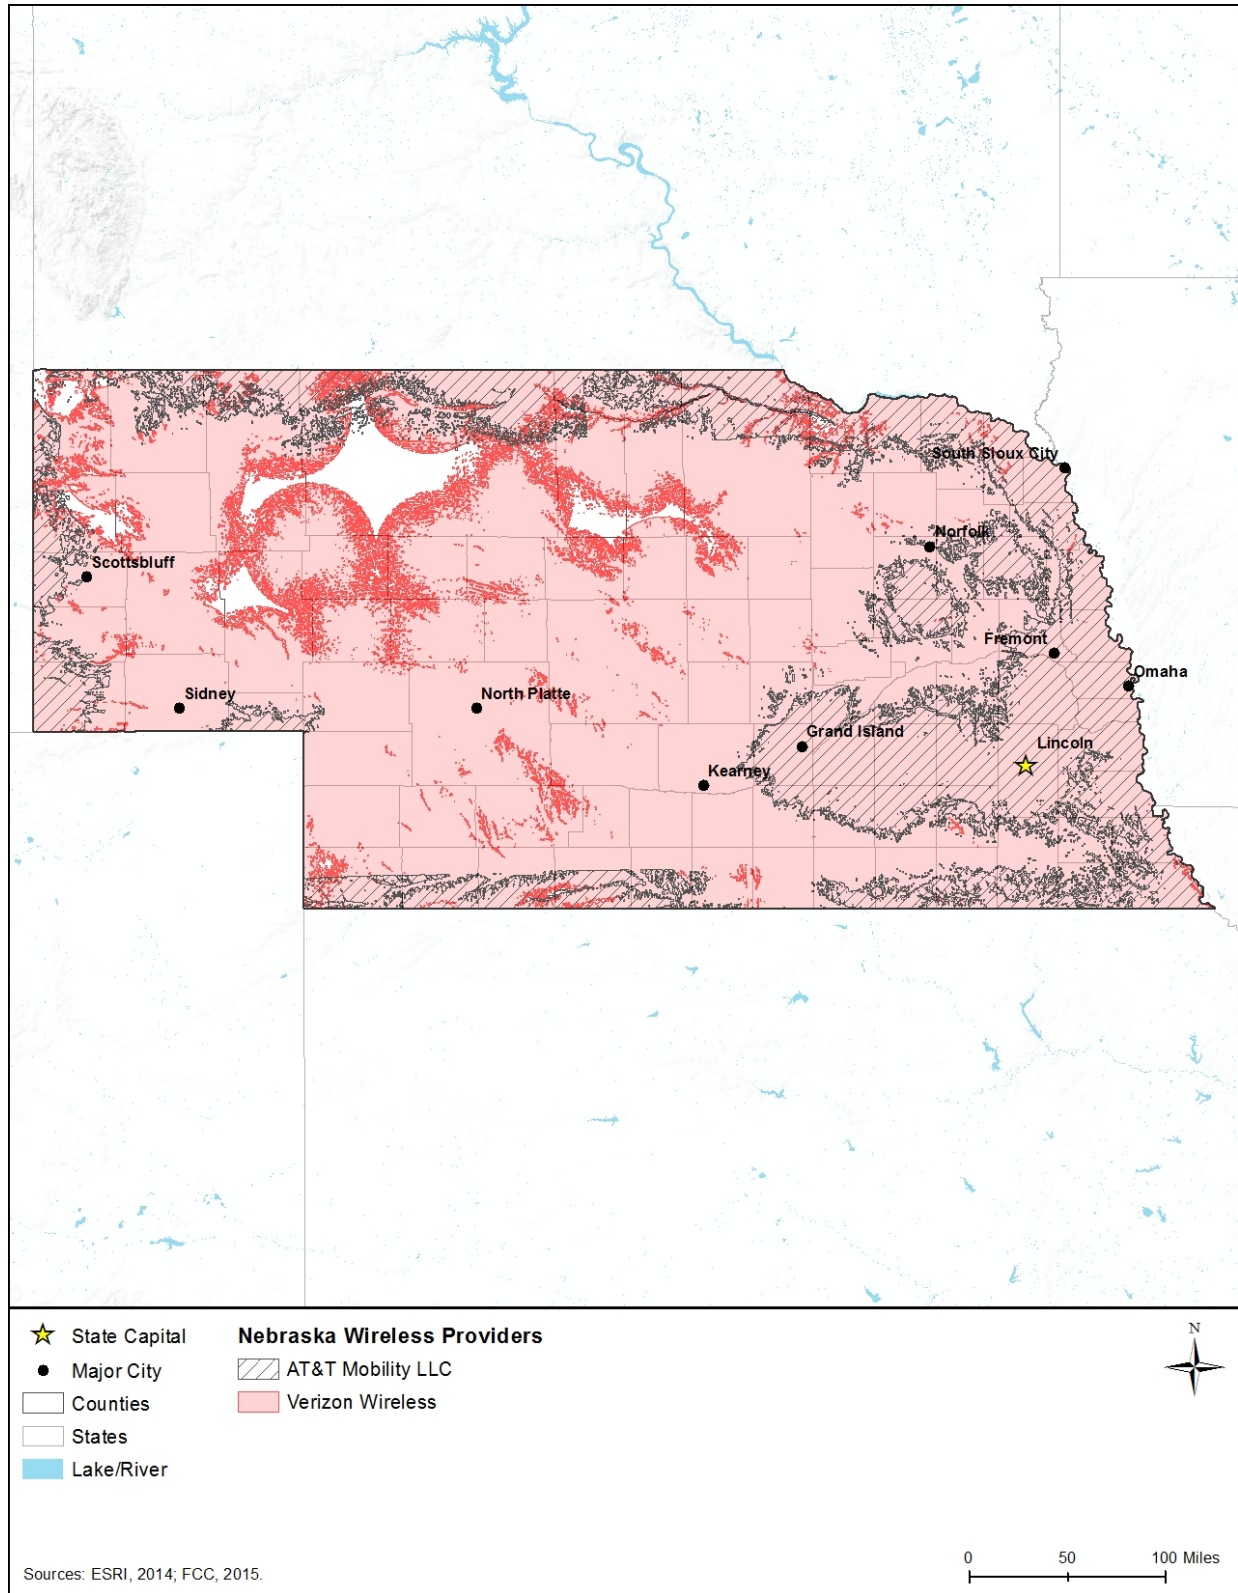 South Sioux City
Norfolk
Scottsbluff
Fremont
Omaha
Sidney
North Platte
Grand Island
Lincoln
Kearney
State Capital
Major City
Counties
States
Lake/River
Nebraska Wireless Providers
AT&T Mobility LLC
Verizon Wireless
N
0 50 100 Miles
Sources: ESRI, 2014; FCC, 2015.